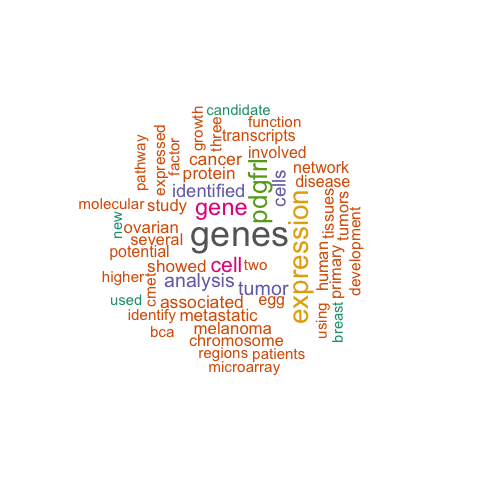 candidate
growth
three
function
transcripts
pathway
expressed
factor
cancer
involved
protein
pdgfrl
cells
network
disease
identified
molecular
study
gene
expression
human
tissues
tumors
development
new
ovarian
several
genes
potential
primary
higher
showed
cell
two
cmet
analysis
tumor
used
associated
egg
identify
metastatic
using
breast
bca
melanoma
chromosome
regions
patients
microarray